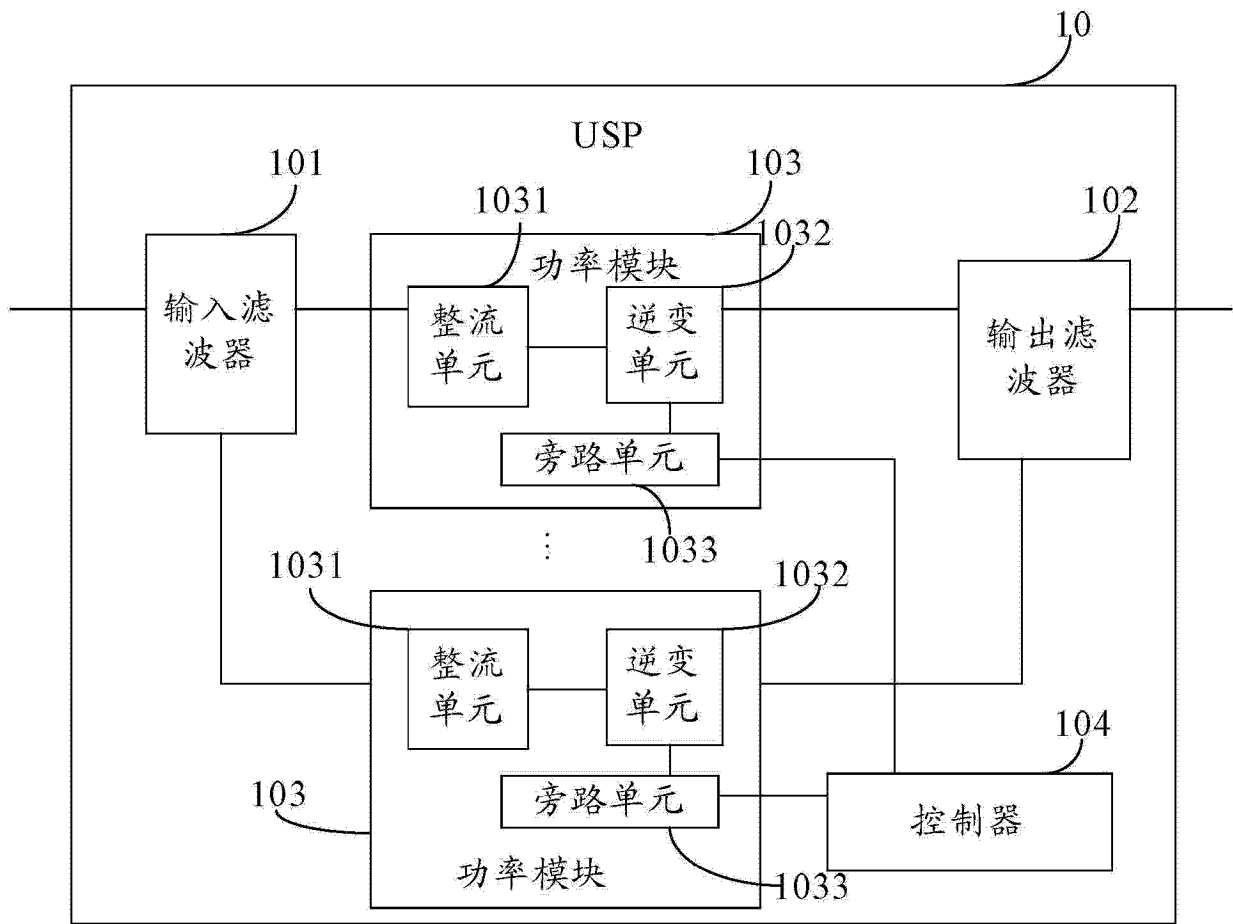 10
USP
101
1031
103
1032
102
功率模块
输入滤
波器
整流
单元
逆变
单元
输出滤
波器
旁路单元
1033
⋮
1031
1032
整流
单元
逆变
单元
104
103
旁路单元
控制器
功率模块
1033